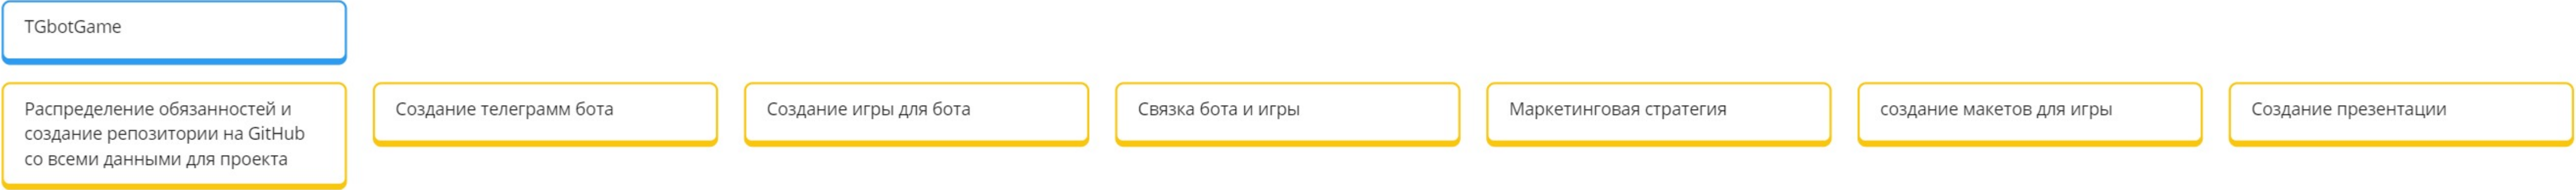 TGbotGame
Распределение обязанностей и
создание репозитории на GitHub
со всеми данными для проекта
Создание телеграмм бота
Создание игры для бота
Связка бота и игры
Маркетинговая стратегия
создание макетов для игры
Создание презентации